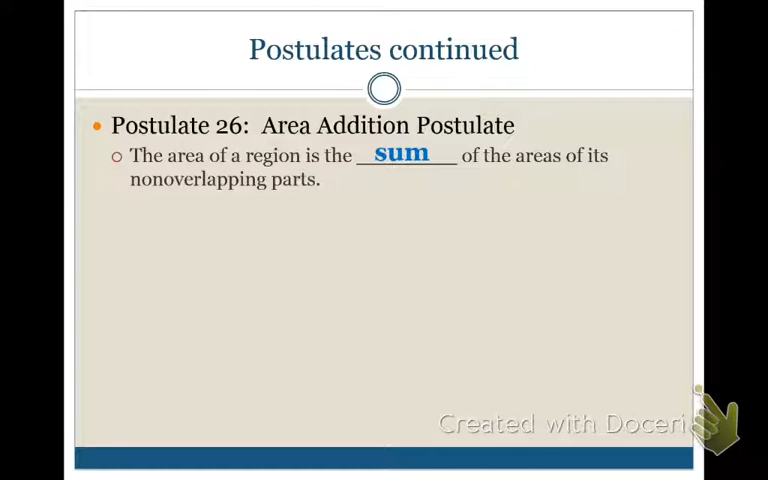 Postulates continued
Postulate 26: Area Addition Postulate
The area of a region is the sum of the areas of its
nonoverlapping parts.
Created with Doceri